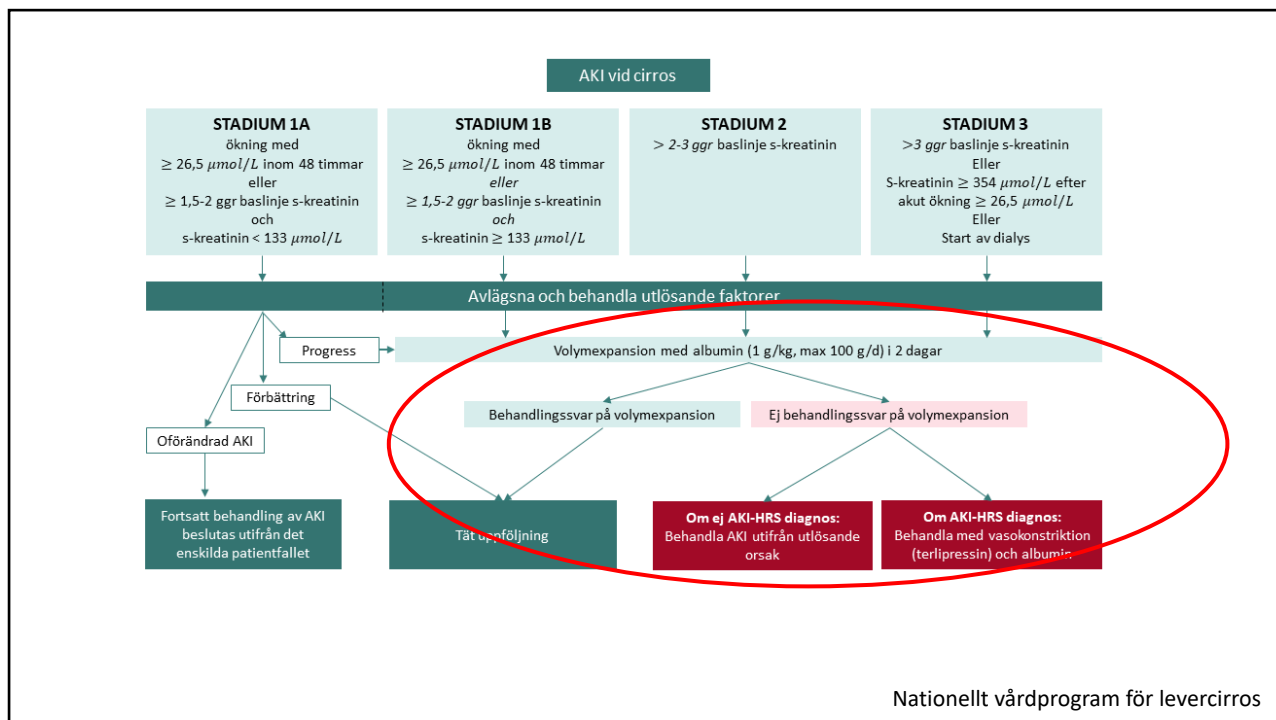 AKI vid cirros
STADIUM 1A
ökning med
≥ 26,5 μmol/L inom 48 timmar
eller
≥ 1,5-2 ggr baslinje s-kreatinin
och
s-kreatinin < 133 μmol/L
STADIUM 1B
ökning med
≥ 26,5 μmol/L inom 48 timmar
eller
≥ 1,5-2 ggr baslinje s-kreatinin
och
s-kreatinin ≥ 133 μmol/L
STADIUM 2
> 2-3 ggr baslinje s-kreatinin
STADIUM 3
>3 ggr baslinje s-kreatinin
Eller
S-kreatinin ≥ 354 μmol/L efter
akut ökning ≥ 26,5 μmol/L
Eller
Start av dialys
Avlägsna och behandla utlösande faktorer
Progress
Volymexpansion med albumin (1 g/kg, max 100 g/d) i 2 dagar
Förbättring
Behandlingssvar på volymexpansion
Ej behandlingssvar på volymexpansion
Oförändrad AKI
Fortsatt behandling av AKI
beslutas utifrån det
enskilda patientfallet
Tät uppföljning
Om ej AKI-HRS diagnos:
Behandla AKI utifrån utlösande
orsak
Om AKI-HRS diagnos:
Behandla med vasokonstriktion
(terlipressin) och albumin
Nationellt vårdprogram för levercirros